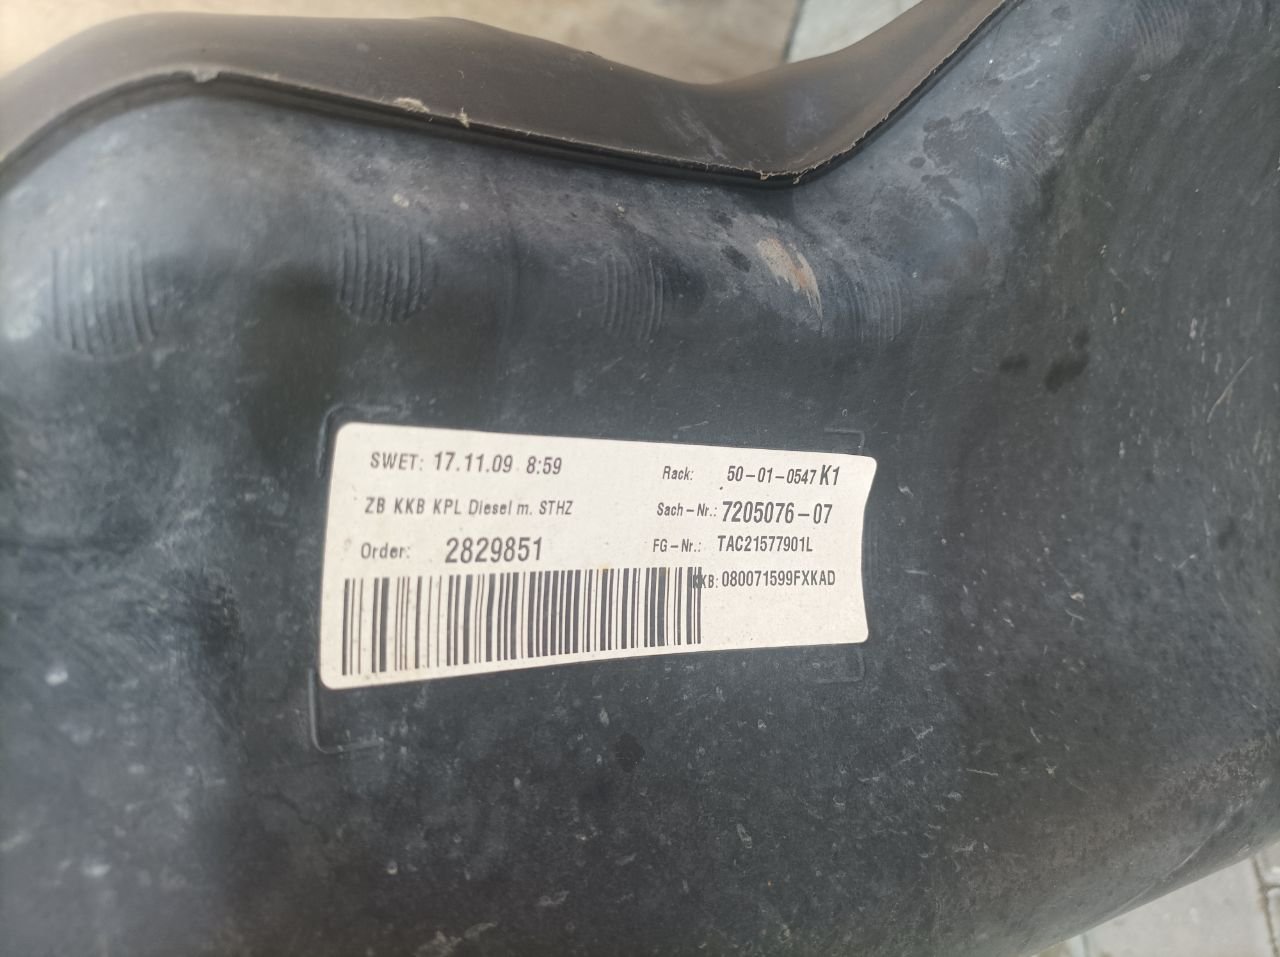 SWET: 17.11.09 8:59
Rack: 50-01-0547 K1
ZB KKB KPL Diesel m. STHZ
Sach-Nr.: 7205076-07
Order: 2829851
FG-Nr.: TAC21577901L
KKB: 080071599FXKAD